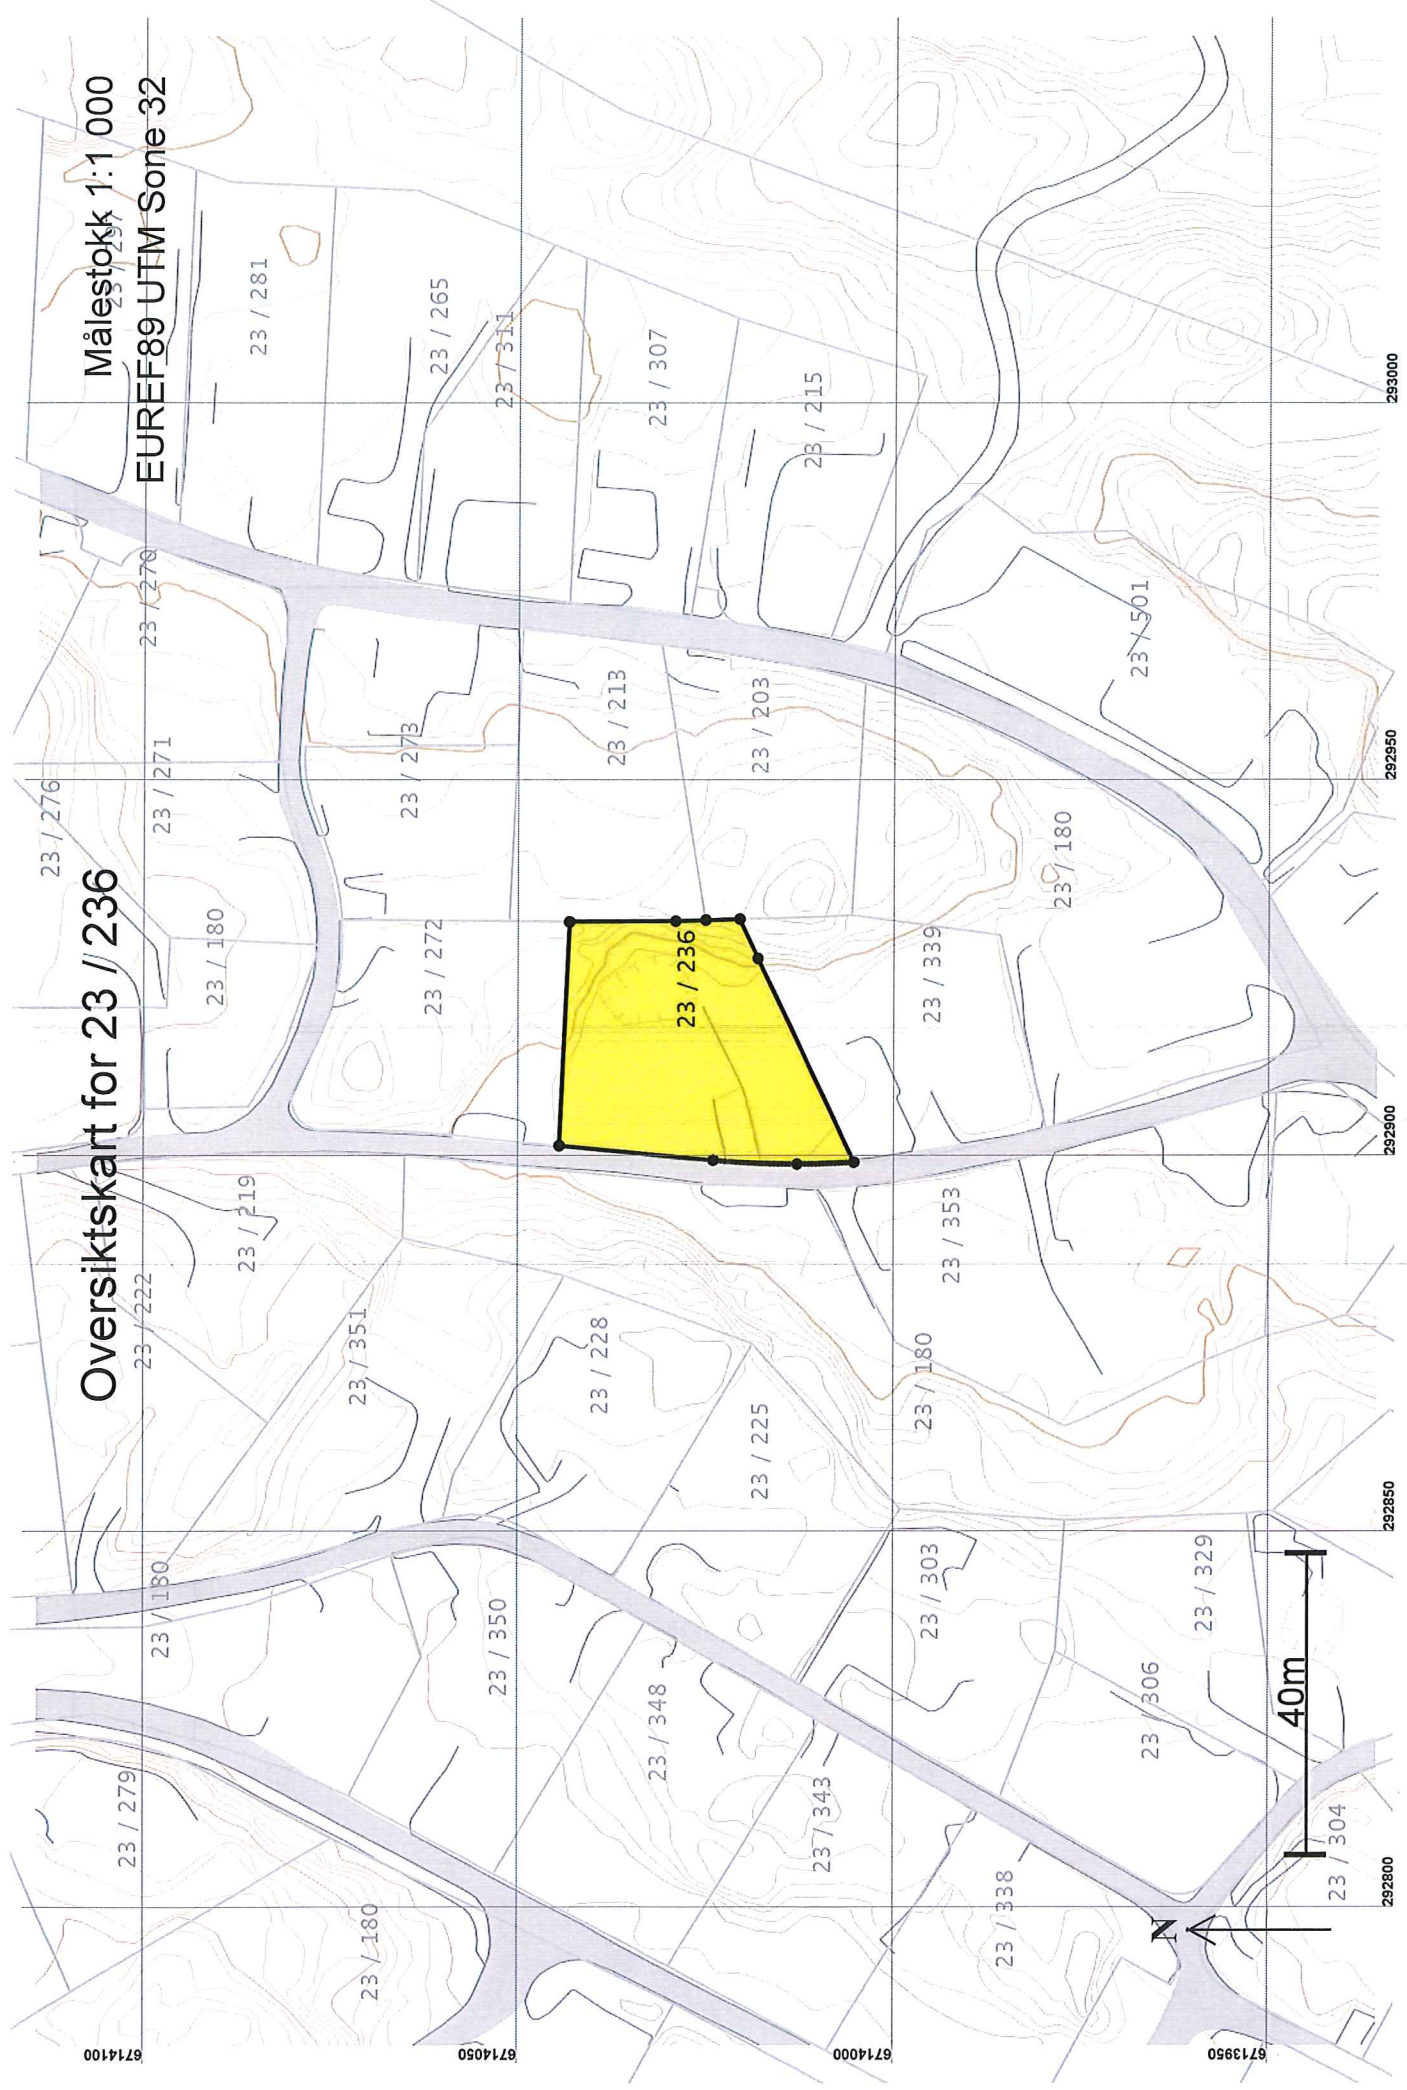 Oversiktskart for 23 / 236
Målestokk 1:1 000
EUREF89 UTM Sone 32
6714100
6714050
6714000
6713950
292800
292850
292900
292950
293000
23 / 279
23 / 180
23 / 180
23 / 222
23 / 219
23 / 351
23 / 350
23 / 228
23 / 225
23 / 348
23 / 343
23 / 303
23 / 338
23 / 306
23 / 329
23 / 304
23 / 180
23 / 353
23 / 276
23 / 271
23 / 270
23 / 180
23 / 272
23 / 273
23 / 213
23 / 203
23 / 236
23 / 339
23 / 180
23 / 501
23 / 297
23 / 281
23 / 265
23 / 311
23 / 307
23 / 215
N
40m